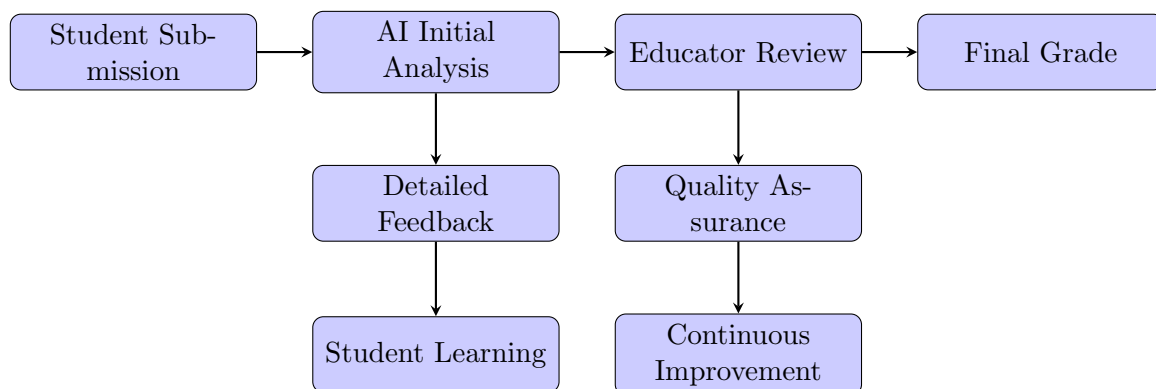 Student Sub-
mission
AI Initial
Analysis
Educator Review
Final Grade
Detailed
Feedback
Quality As-
surance
Student Learning
Continuous
Improvement